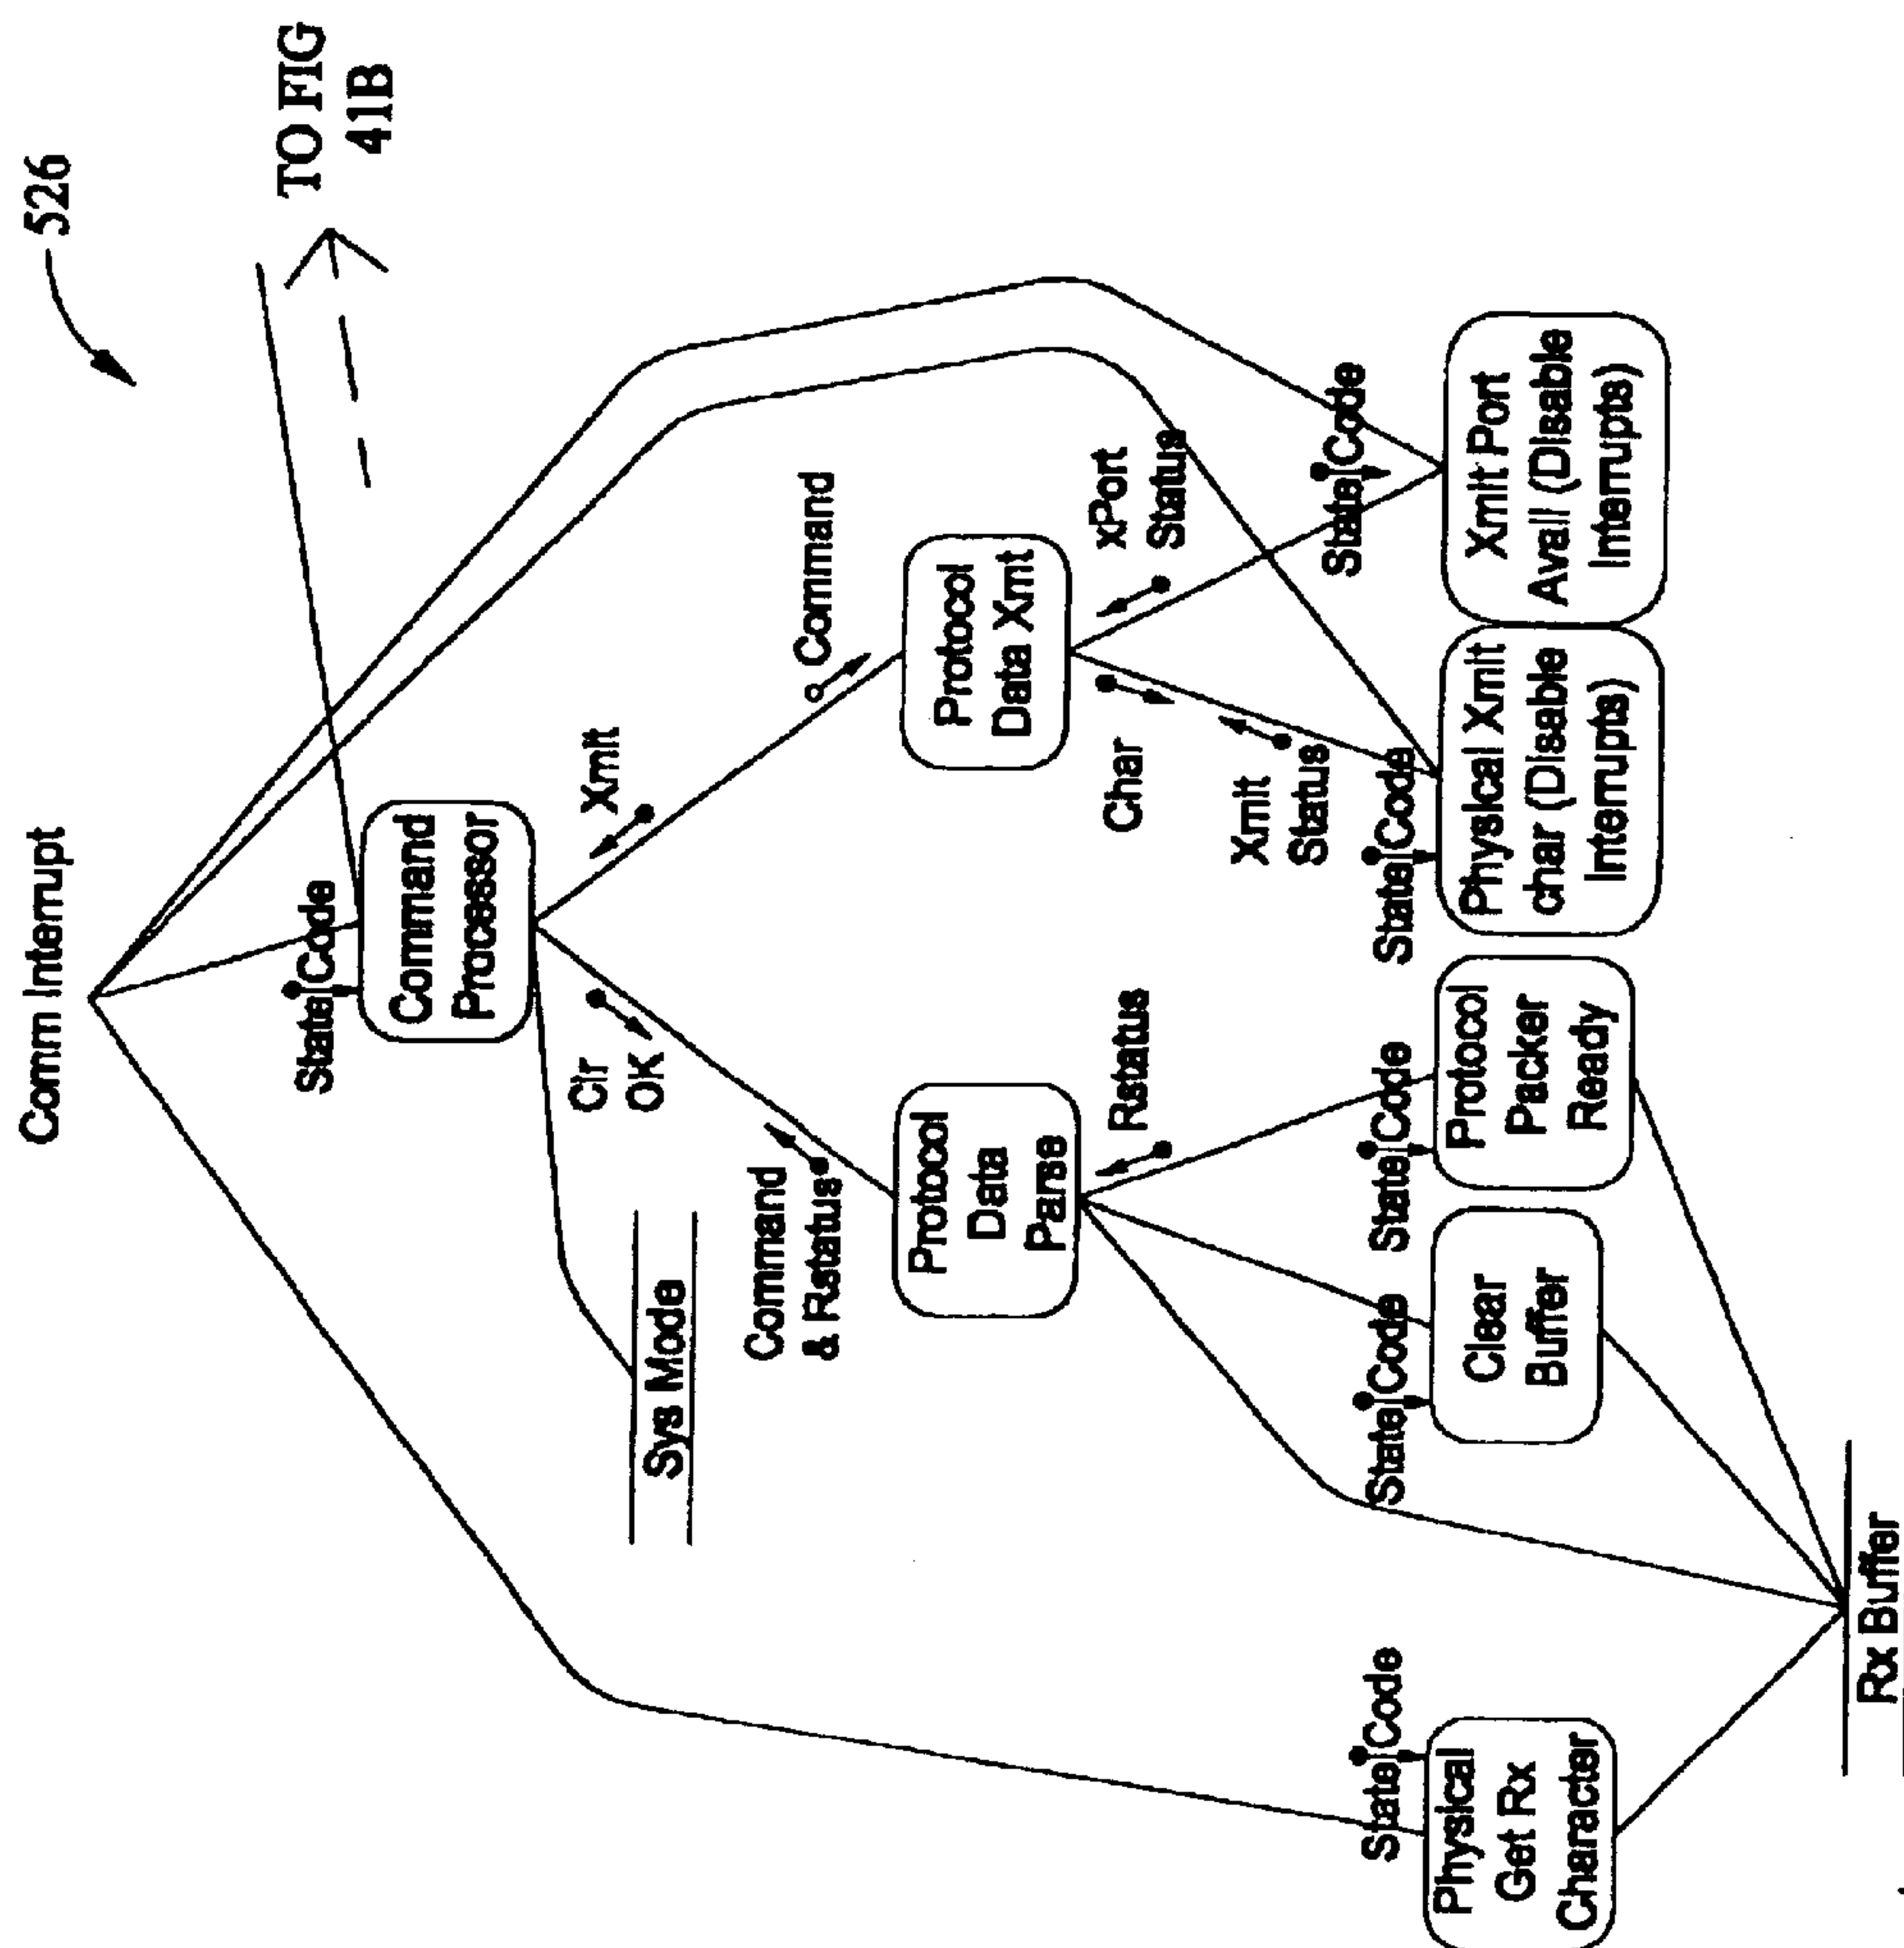 526
TO FIG
41B
Comm Interrupt
State Code
Command
Processor
Clr
OK
Xmit
Sys Mode
Command
& Rstatus
Command
Protocol
Data
Parse
Protocol
Data Xmt
Rstatus
Char
Xmit
Status
xPort
Status
State Code
State Code
State Code
State Code
State Code
Physical
Get Rx
Character
Clear
Buffer
Protocol
Packer
Ready
Physical Xmit
char (Disable
Interrupts)
Xmit Port
Avail (Disable
Interrupts)
Rx Buffer